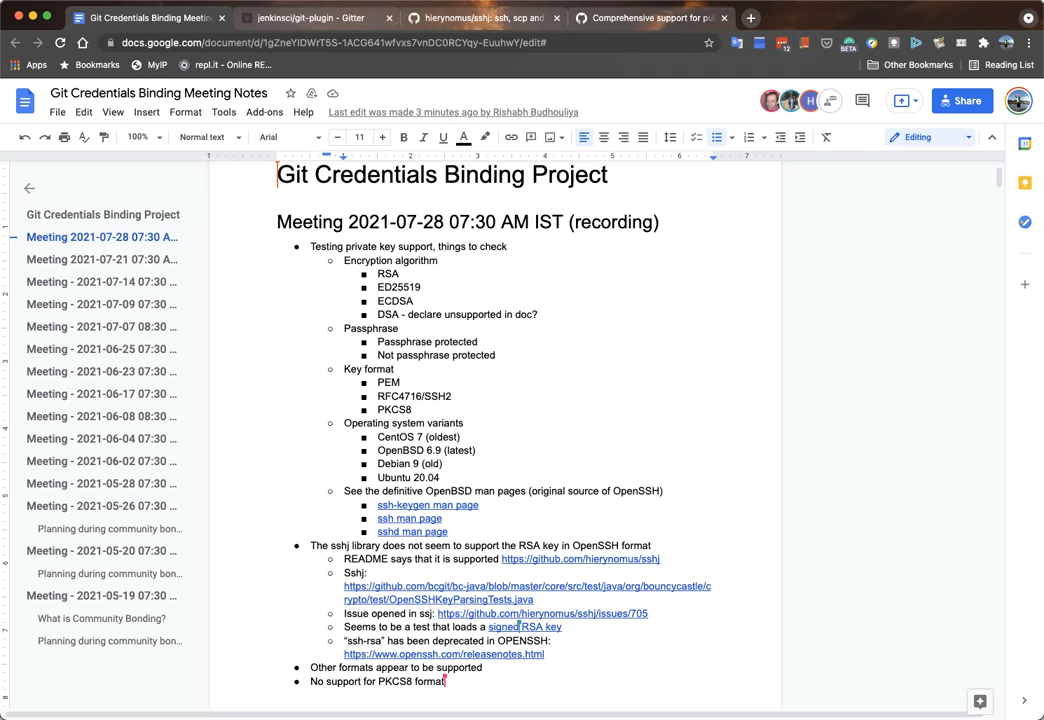 Git Credentials Binding Meeting
jenkinsci/git-plugin - Gitter
hierynomus/sshj: ssh, scp and
Comprehensive support for pu
docs.google.com/document/d/1gZneYIDWrT5S-1ACG641wfvxs7vnDC0RCYqy-EuuhwY/edit#
12
BETA
Apps
Bookmarks
MyIP
repl.it - Online RE...
Other Bookmarks
Reading List
Git Credentials Binding Meeting Notes
H
Share
File Edit View Insert Format Tools Add-ons Help Last edit was made 3 minutes ago by Rishabh Budhouliya
100% Normal text Arial 11 B I U A Editing
1 1 2 3 4 5 6 7
Git Credentials Binding Project
Meeting 2021-07-28 07:30 A...
Meeting 2021-07-21 07:30 A...
Meeting - 2021-07-14 07:30 ...
Meeting - 2021-07-09 07:30 ...
Meeting - 2021-07-07 08:30 ...
Meeting - 2021-06-25 07:30 ...
Meeting - 2021-06-23 07:30 ...
Meeting - 2021-06-17 07:30 ...
Meeting - 2021-06-08 08:30 ...
Meeting - 2021-06-04 07:30 ...
Meeting - 2021-06-02 07:30 ...
Meeting - 2021-05-28 07:30 ...
Meeting - 2021-05-26 07:30 ...
Planning during community bon...
Meeting - 2021-05-20 07:30 ...
Planning during community bon...
Meeting - 2021-05-19 07:30 ...
What is Community Bonding?
Planning during community bon...
Git Credentials Binding Project
Meeting 2021-07-28 07:30 AM IST (recording)
Testing private key support, things to check
Encryption algorithm
RSA
ED25519
ECDSA
DSA - declare unsupported in doc?
Passphrase
Passphrase protected
Not passphrase protected
Key format
PEM
RFC4716/SSH2
PKCS8
Operating system variants
CentOS 7 (oldest)
OpenBSD 6.9 (latest)
Debian 9 (old)
Ubuntu 20.04
See the definitive OpenBSD man pages (original source of OpenSSH)
ssh-keygen man page
ssh man page
sshd man page
The sshj library does not seem to support the RSA key in OpenSSH format
README says that it is supported https://github.com/hierynomus/sshj
Sshj:
https://github.com/bcgit/bc-java/blob/master/core/src/test/java/org/bouncycastle/c
rypto/test/OpenSSHKeyParsingTests.java
Issue opened in ssj: https://github.com/hierynomus/sshj/issues/705
Seems to be a test that loads a signed RSA key
“ssh-rsa” has been deprecated in OPENSSH:
https://www.openssh.com/releasenotes.html
Other formats appear to be supported
No support for PKCS8 format